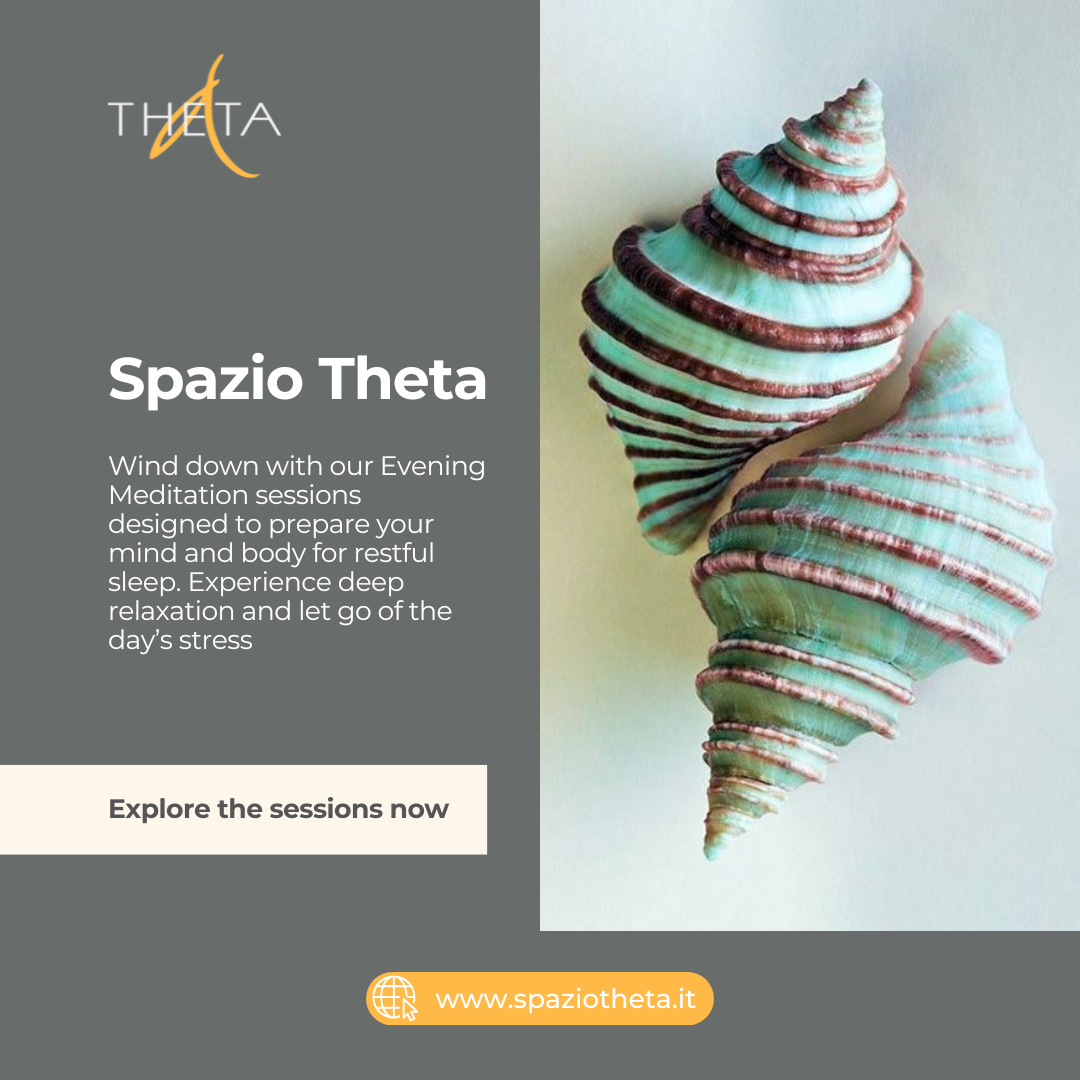 THETA
Spazio Theta
Wind down with our Evening
Meditation sessions
designed to prepare your
mind and body for restful
sleep. Experience deep
relaxation and let go of the
day’s stress
Explore the sessions now
www.spaziotheta.it